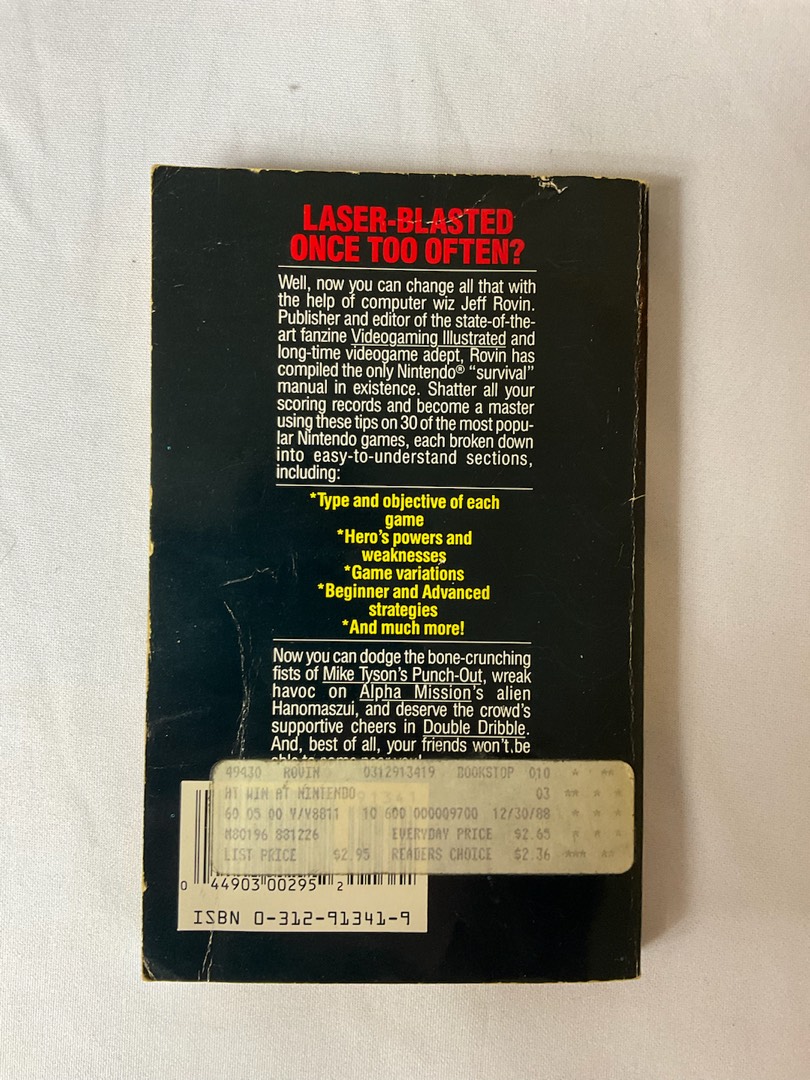 LASER-BLASTED
ONCE TOO OFTEN?
Well, now you can change all that with
the help of computer wiz Jeff Rovin.
Publisher and editor of the state-of-the-
art fanzine Videogaming Illustrated and
long-time videogame adept, Rovin has
compiled the only Nintendo® “survival”
manual in existence. Shatter all your
scoring records and become a master
using these tips on 30 of the most popu-
lar Nintendo games, each broken down
into easy-to-understand sections,
including:
*Type and objective of each
game
*Hero's powers and
weaknesses
*Game variations
*Beginner and Advanced
strategies
*And much more!
Now you can dodge the bone-crunching
fists of Mike Tyson's Punch-Out, wreak
havoc on Alpha Mission's alien
Hanomaszui, and deserve the crowd's
supportive cheers in Double Dribble.
And, best of all, your friends won't be
49430 ROVIN 0312913419 BOOKSTOP 010 * **
WIN AT NINTENDO 03 ** * *
60 05 00 V/V8811 10 600 000009700 12/30/88 * * *
N80196 881226 EVERYDAY PRICE $2.65 * * *
LIST PRICE $2.95 READERS CHOICE $2.36 *** **
0 44903 00295 2
ISBN 0-312-91341-9